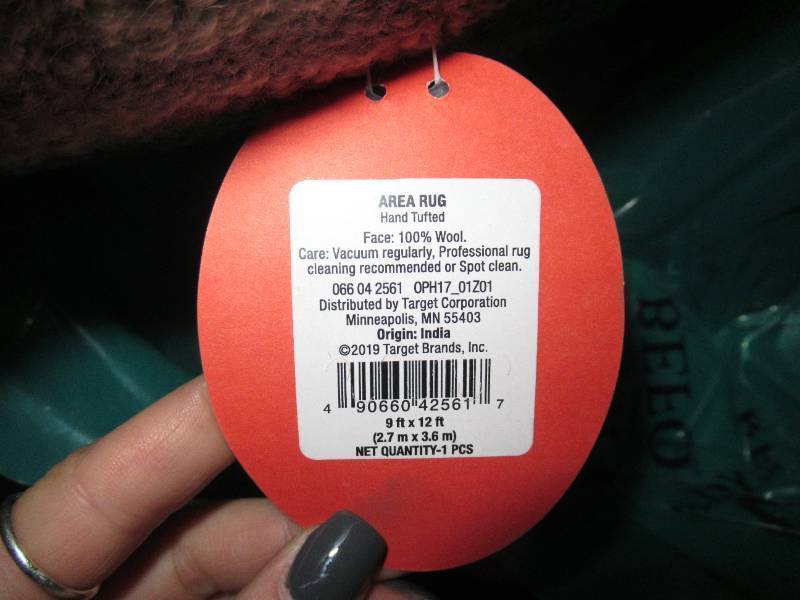 AREA RUG
Hand Tufted
Face: 100% Wool.
Care: Vacuum regularly, Professional rug
cleaning recommended or Spot clean.
066 04 2561 OPH17_01Z01
Distributed by Target Corporation
Minneapolis, MN 55403
Origin: India
©2019 Target Brands, Inc.
4 90660 42561 7
9 ft x 12 ft
(2.7 m x 3.6 m)
NET QUANTITY-1 PCS